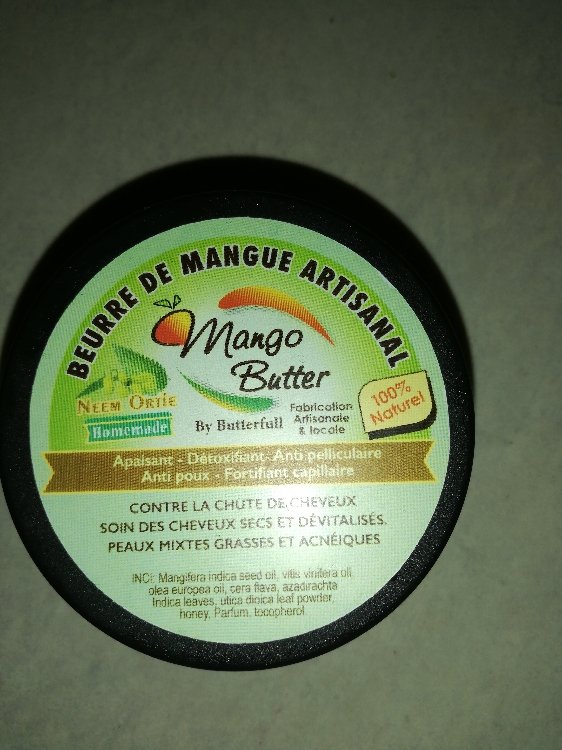 BEURRE DE MANGUE ARTISANAL
Mango
Butter
By Butterfull
NEEM ORTIE
Homemade
Fabrication
Artisanale
& locale
100%
Naturel
Apaisant - Détoxifiant- Anti pelliculaire
Anti poux - Fortifiant capillaire
CONTRE LA CHUTE DE CHEVEUX
SOIN DES CHEVEUX SECS ET DÉVITALISÉS.
PEAUX MIXTES GRASSES ET ACNÉIQUES
INCI: Mangifera indica seed oil, vitis vinifera oil,
olea europea oil, cera flava, azadirachta
Indica leaves, utica dioica leaf powder,
honey, Parfum, tocopherol.